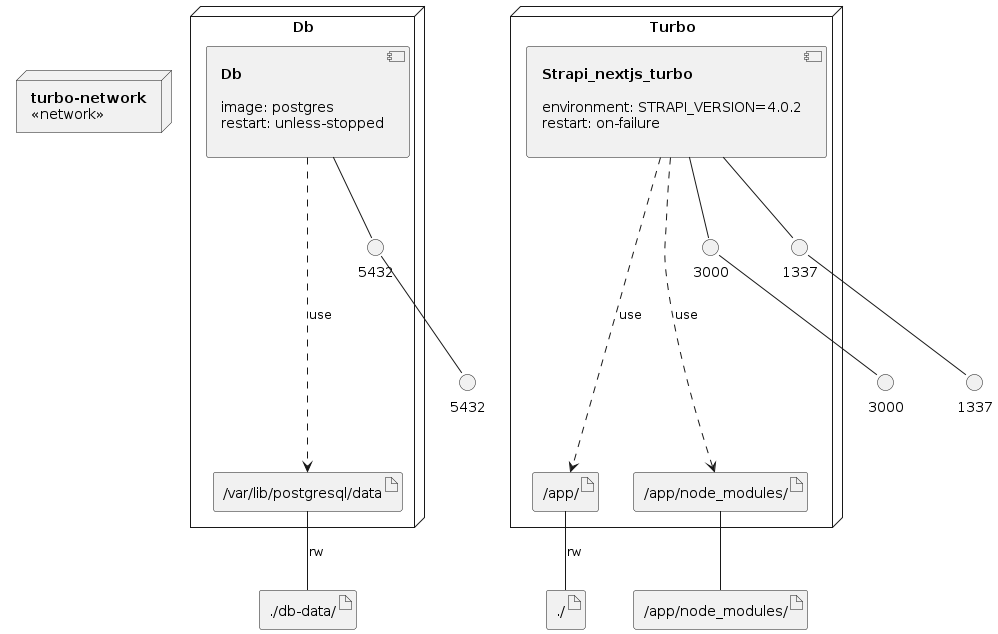 turbo-network
«network»
Db
Db
image: postgres
restart: unless-stopped
5432
use
5432
/var/lib/postgresql/data
rw
./db-data/
Turbo
Strapi_nextjs_turbo
environment: STRAPI_VERSION=4.0.2
restart: on-failure
3000
1337
use
use
3000
1337
/app/
/app/node_modules/
rw
./
/app/node_modules/